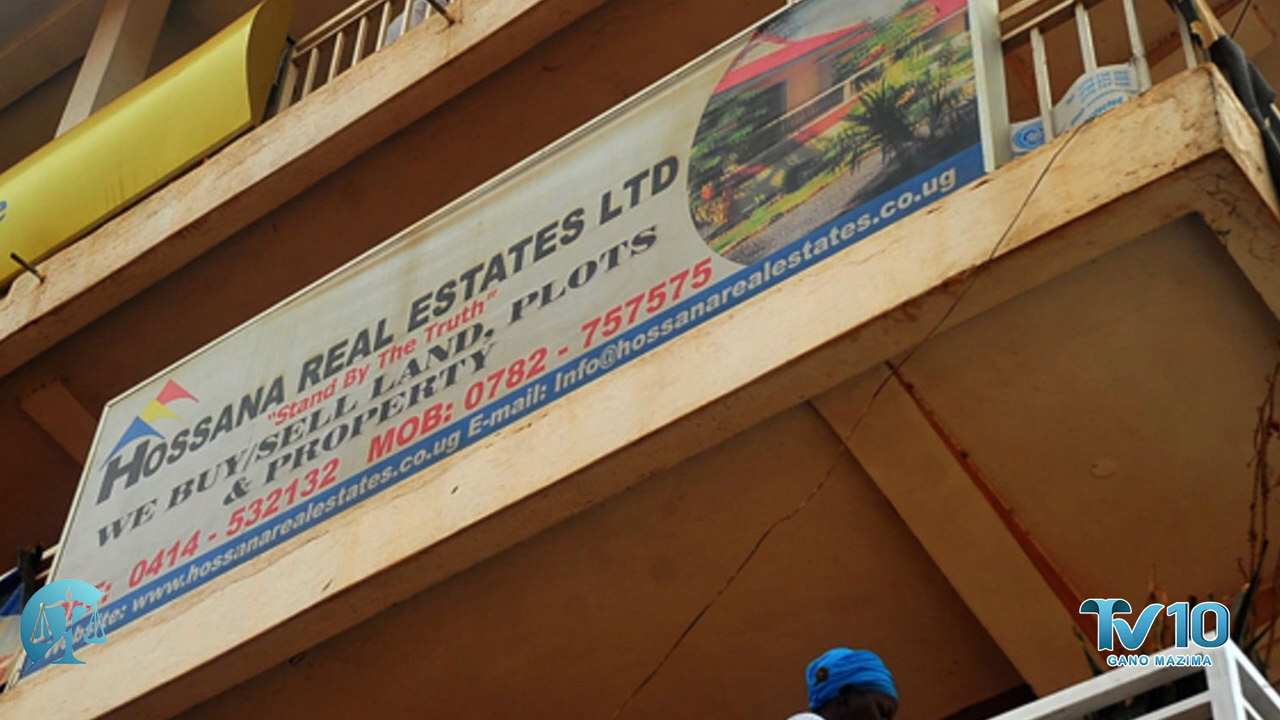 HOSSANA REAL ESTATES LTD
"Stand By The Truth"
WE BUY/SELL LAND, PLOTS
& PROPERTY
0414 - 532132 MOB: 0782 - 757575
www.hossanarealestates.co.ug E-mail: Info@hossanarealestates.co.ug
TV10
GANO MAZIMA